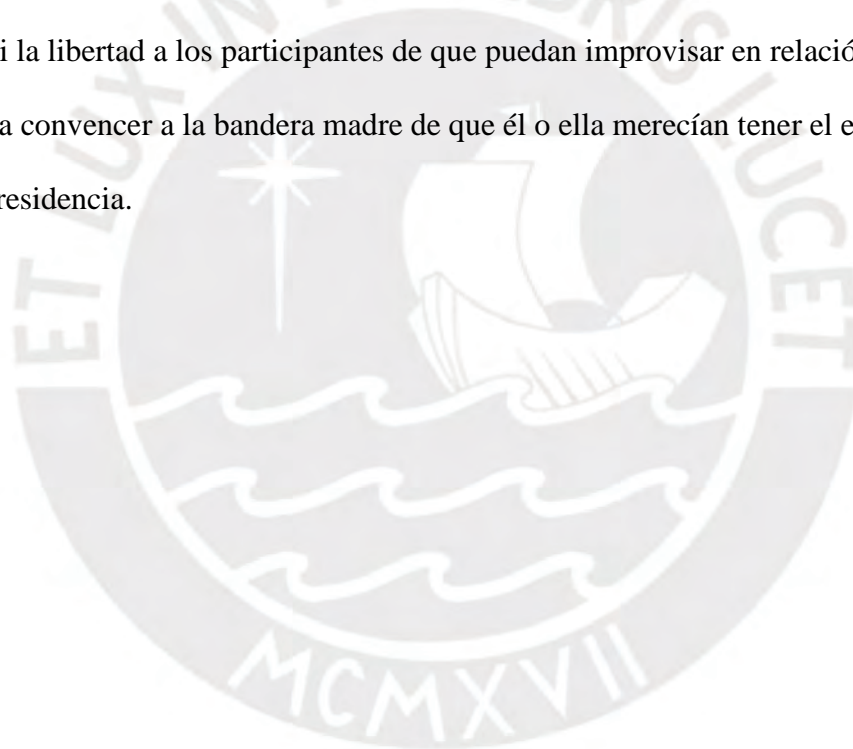 i la libertad a los participantes de que puedan improvisar en relació
a convencer a la bandera madre de que él o ella merecían tener el e
residencia.
ET LUX IN TENEBRIS LUCET
MCMXVII